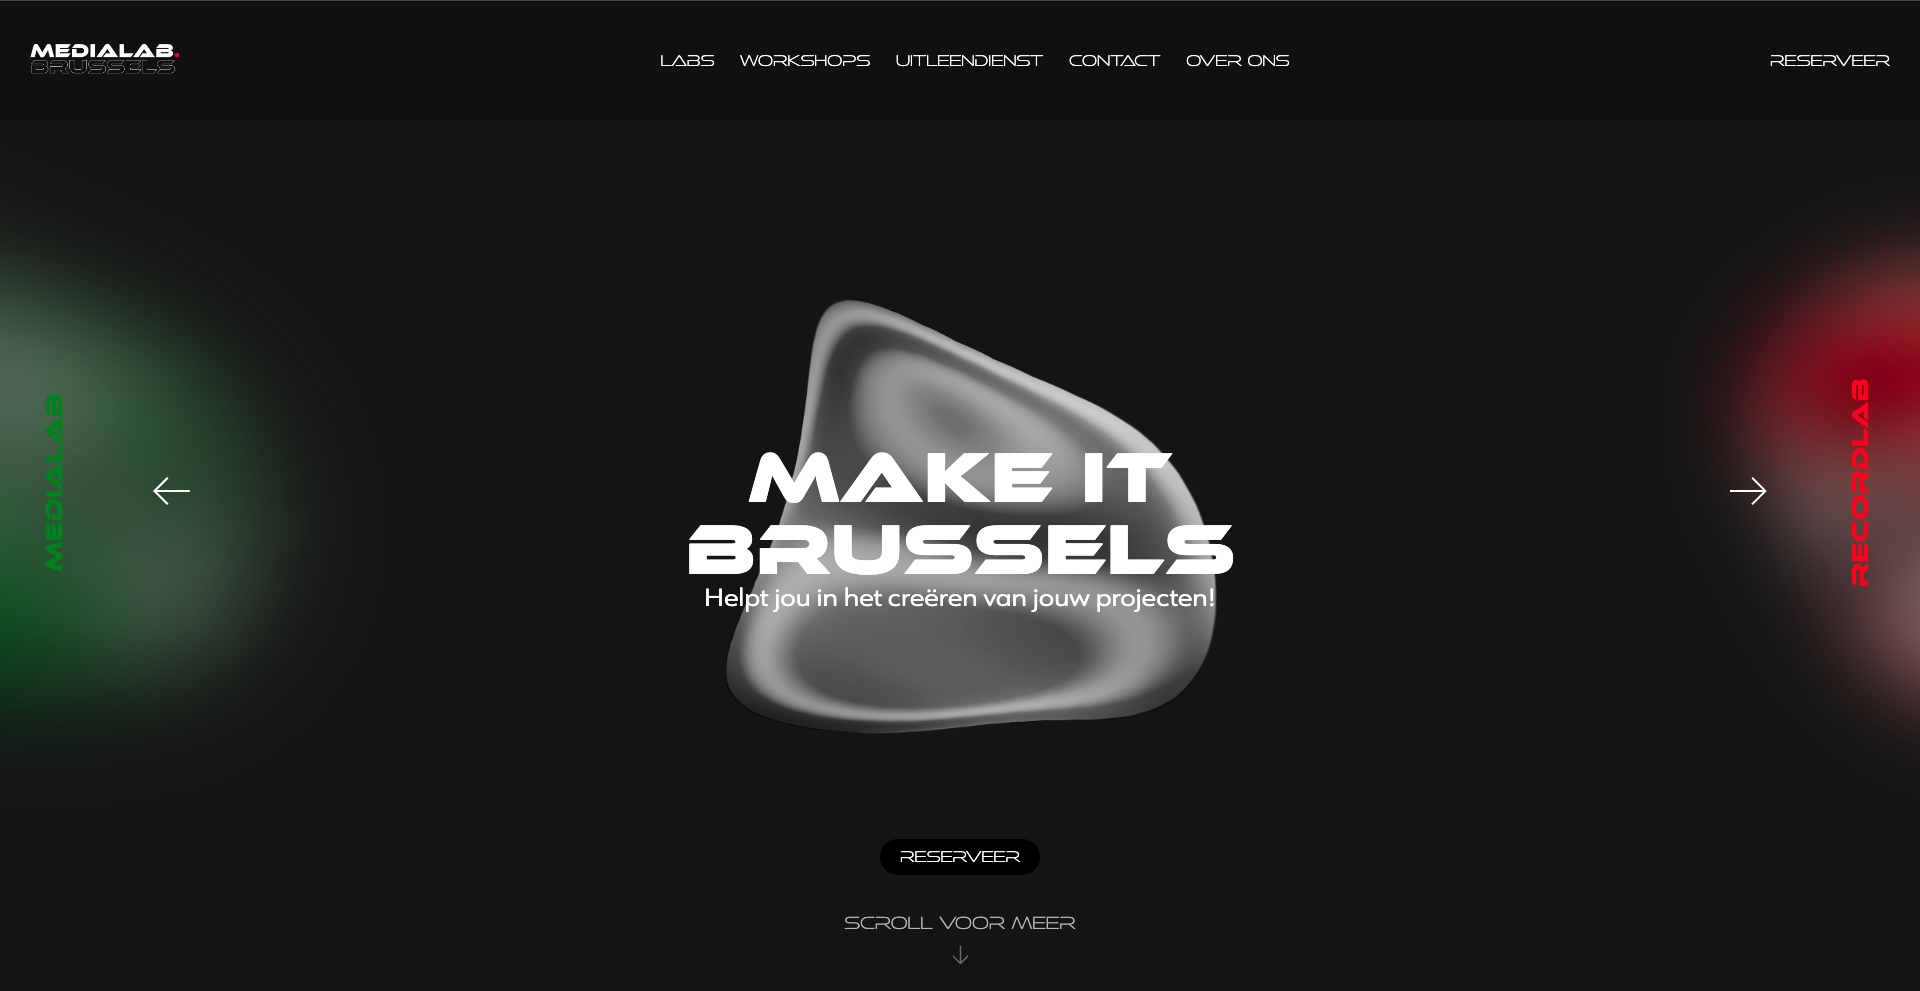 MEDIALAB.
BRUSSELS
LABS
WORKSHOPS
UITLEENDIENST
CONTACT
OVER ONS
RESERVEER
MEDIALAB
MAKE IT
BRUSSELS
Helpt jou in het creëren van jouw projecten!
RECORDLAB
RESERVEER
SCROLL VOOR MEER